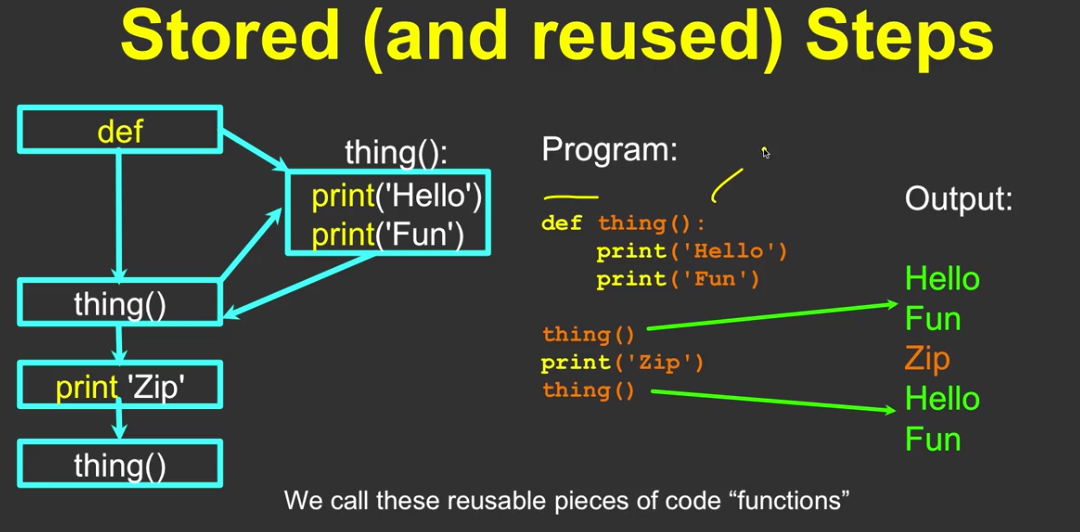 Stored (and reused) Steps
def
thing():
print('Hello')
print('Fun')
thing()
print 'Zip'
thing()
Program:
def thing():
    print('Hello')
    print('Fun')
thing()
print('Zip')
thing()
Output:
Hello
Fun
Zip
Hello
Fun
We call these reusable pieces of code “functions”